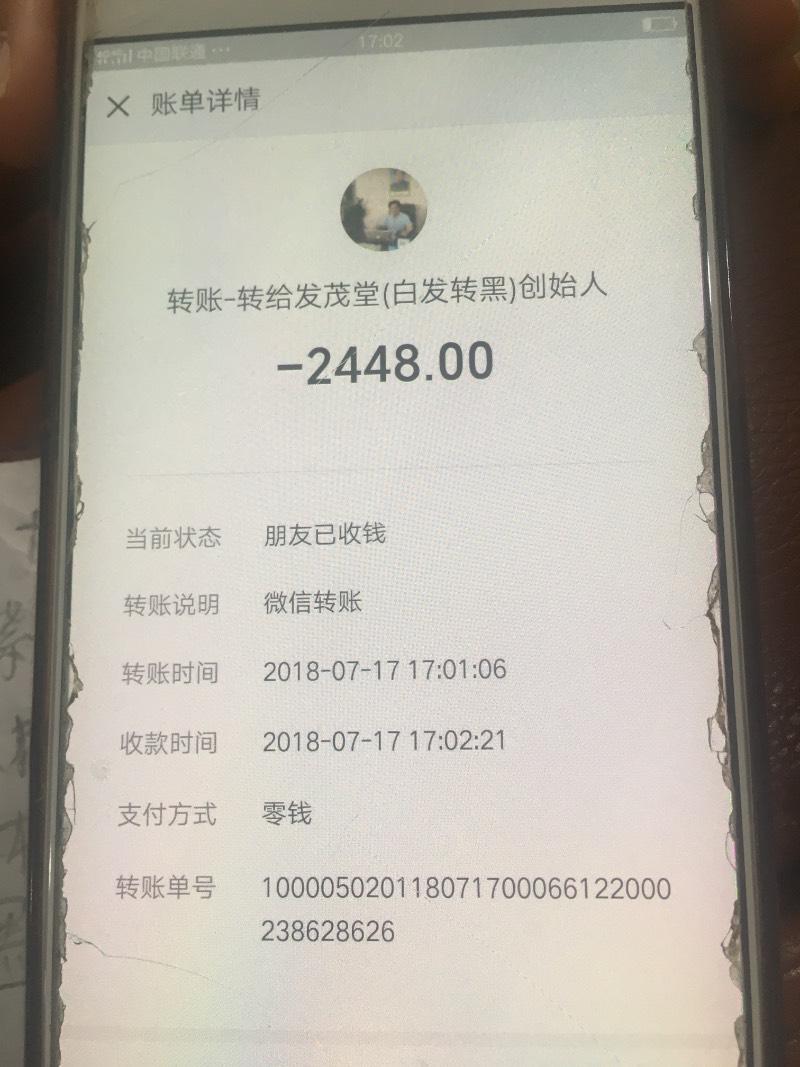 中国联通 ··· 17:02
账单详情
转账-转给发茂堂(白发转黑)创始人
-2448.00
当前状态 朋友已收钱
转账说明 微信转账
转账时间 2018-07-17 17:01:06
收款时间 2018-07-17 17:02:21
支付方式 零钱
转账单号 100005020118071700066122000
238628626